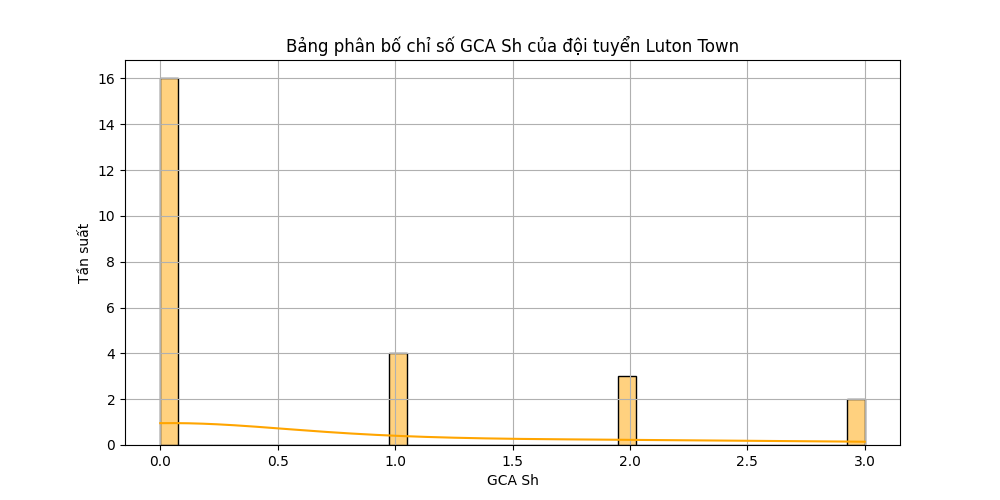 Bảng phân bố chỉ số GCA Sh của đội tuyển Luton Town
16
14
12
10
8
6
4
2
0
Tần suất
0.0 0.5 1.0 1.5 2.0 2.5 3.0
GCA Sh